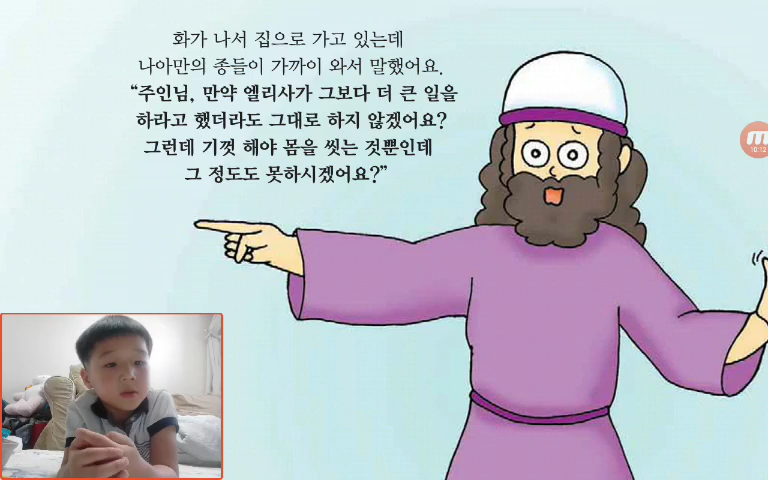 화가 나서 집으로 가고 있는데
나아만의 종들이 가까이 와서 말했어요.
“주인님, 만약 엘리사가 그보다 더 큰 일을
하라고 했더라도 그대로 하지 않겠어요?
그런데 기껏 해야 몸을 씻는 것뿐인데
그 정도도 못하시겠어요?”
10:12